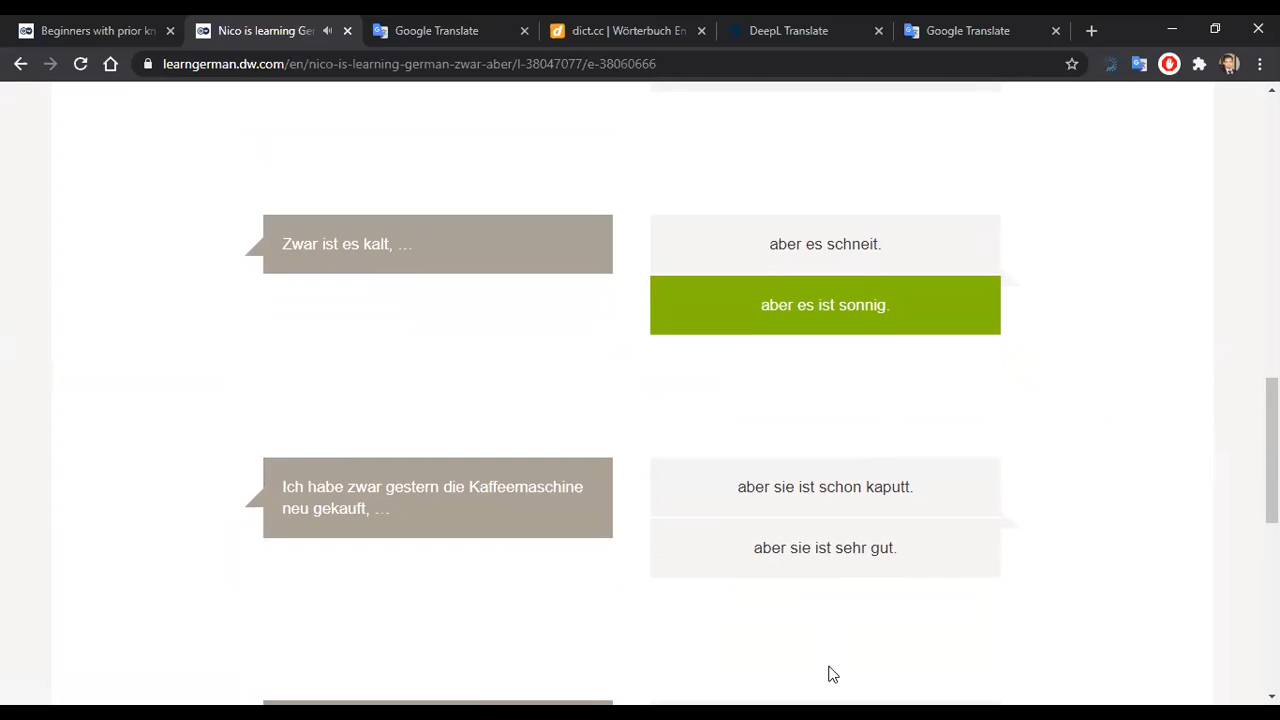 Beginners with prior kn
Nico is learning Ger
Google Translate
dict.cc | Wörterbuch En
DeepL Translate
Google Translate
learngerman.dw.com/en/nico-is-learning-german-zwar-aber/l-38047077/e-38060666
Zwar ist es kalt, …
aber es schneit.
aber es ist sonnig.
Ich habe zwar gestern die Kaffeemaschine
neu gekauft, …
aber sie ist schon kaputt.
aber sie ist sehr gut.